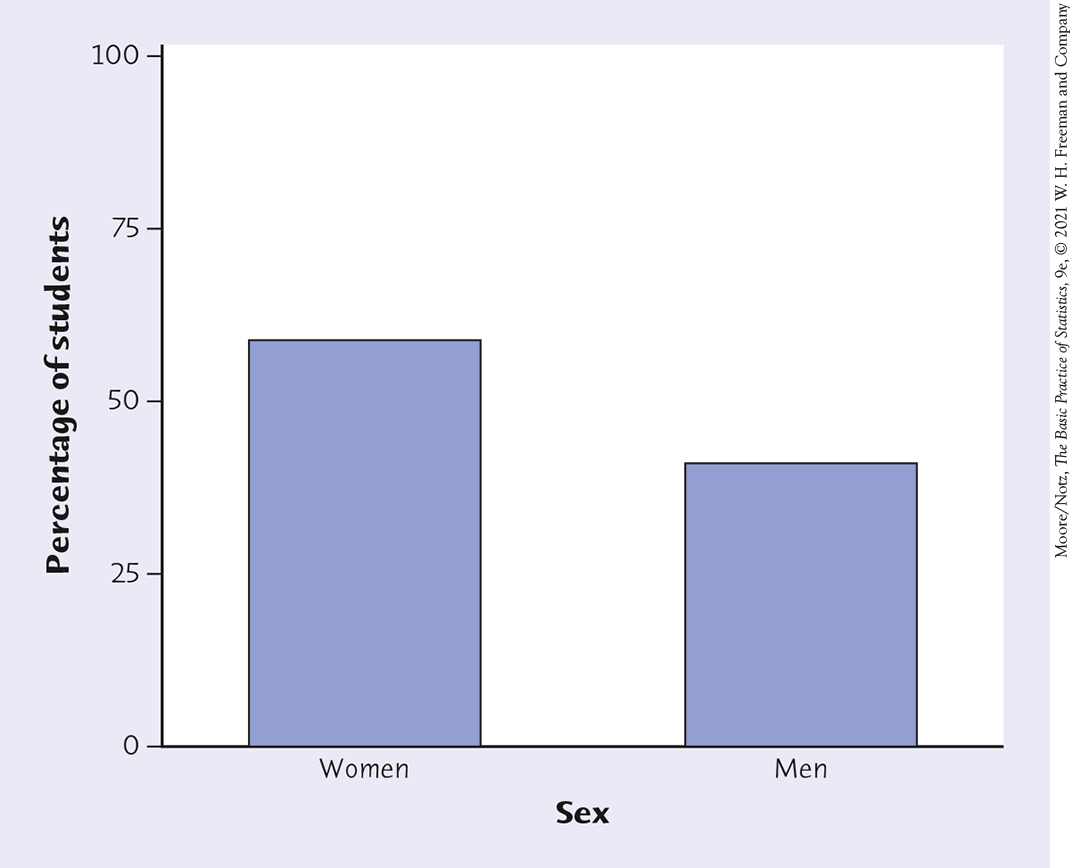 100
75
50
25
0
Percentage of students
Women
Men
Sex
Moore/Notz, The Basic Practice of Statistics, 9e, © 2021 W. H. Freeman and Company